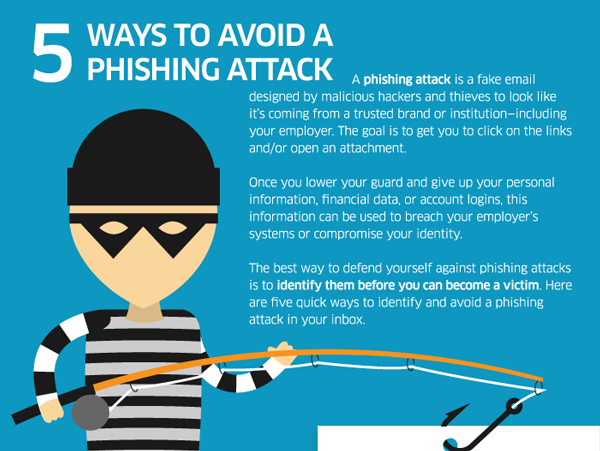 5 WAYS TO AVOID A
PHISHING ATTACK
A phishing attack is a fake email
designed by malicious hackers and thieves to look like
it's coming from a trusted brand or institution—including
your employer. The goal is to get you to click on the links
and/or open an attachment.
Once you lower your guard and give up your personal
information, financial data, or account logins, this
information can be used to breach your employer's
systems or compromise your identity.
The best way to defend yourself against phishing attacks
is to identify them before you can become a victim. Here
are five quick ways to identify and avoid a phishing
attack in your inbox.